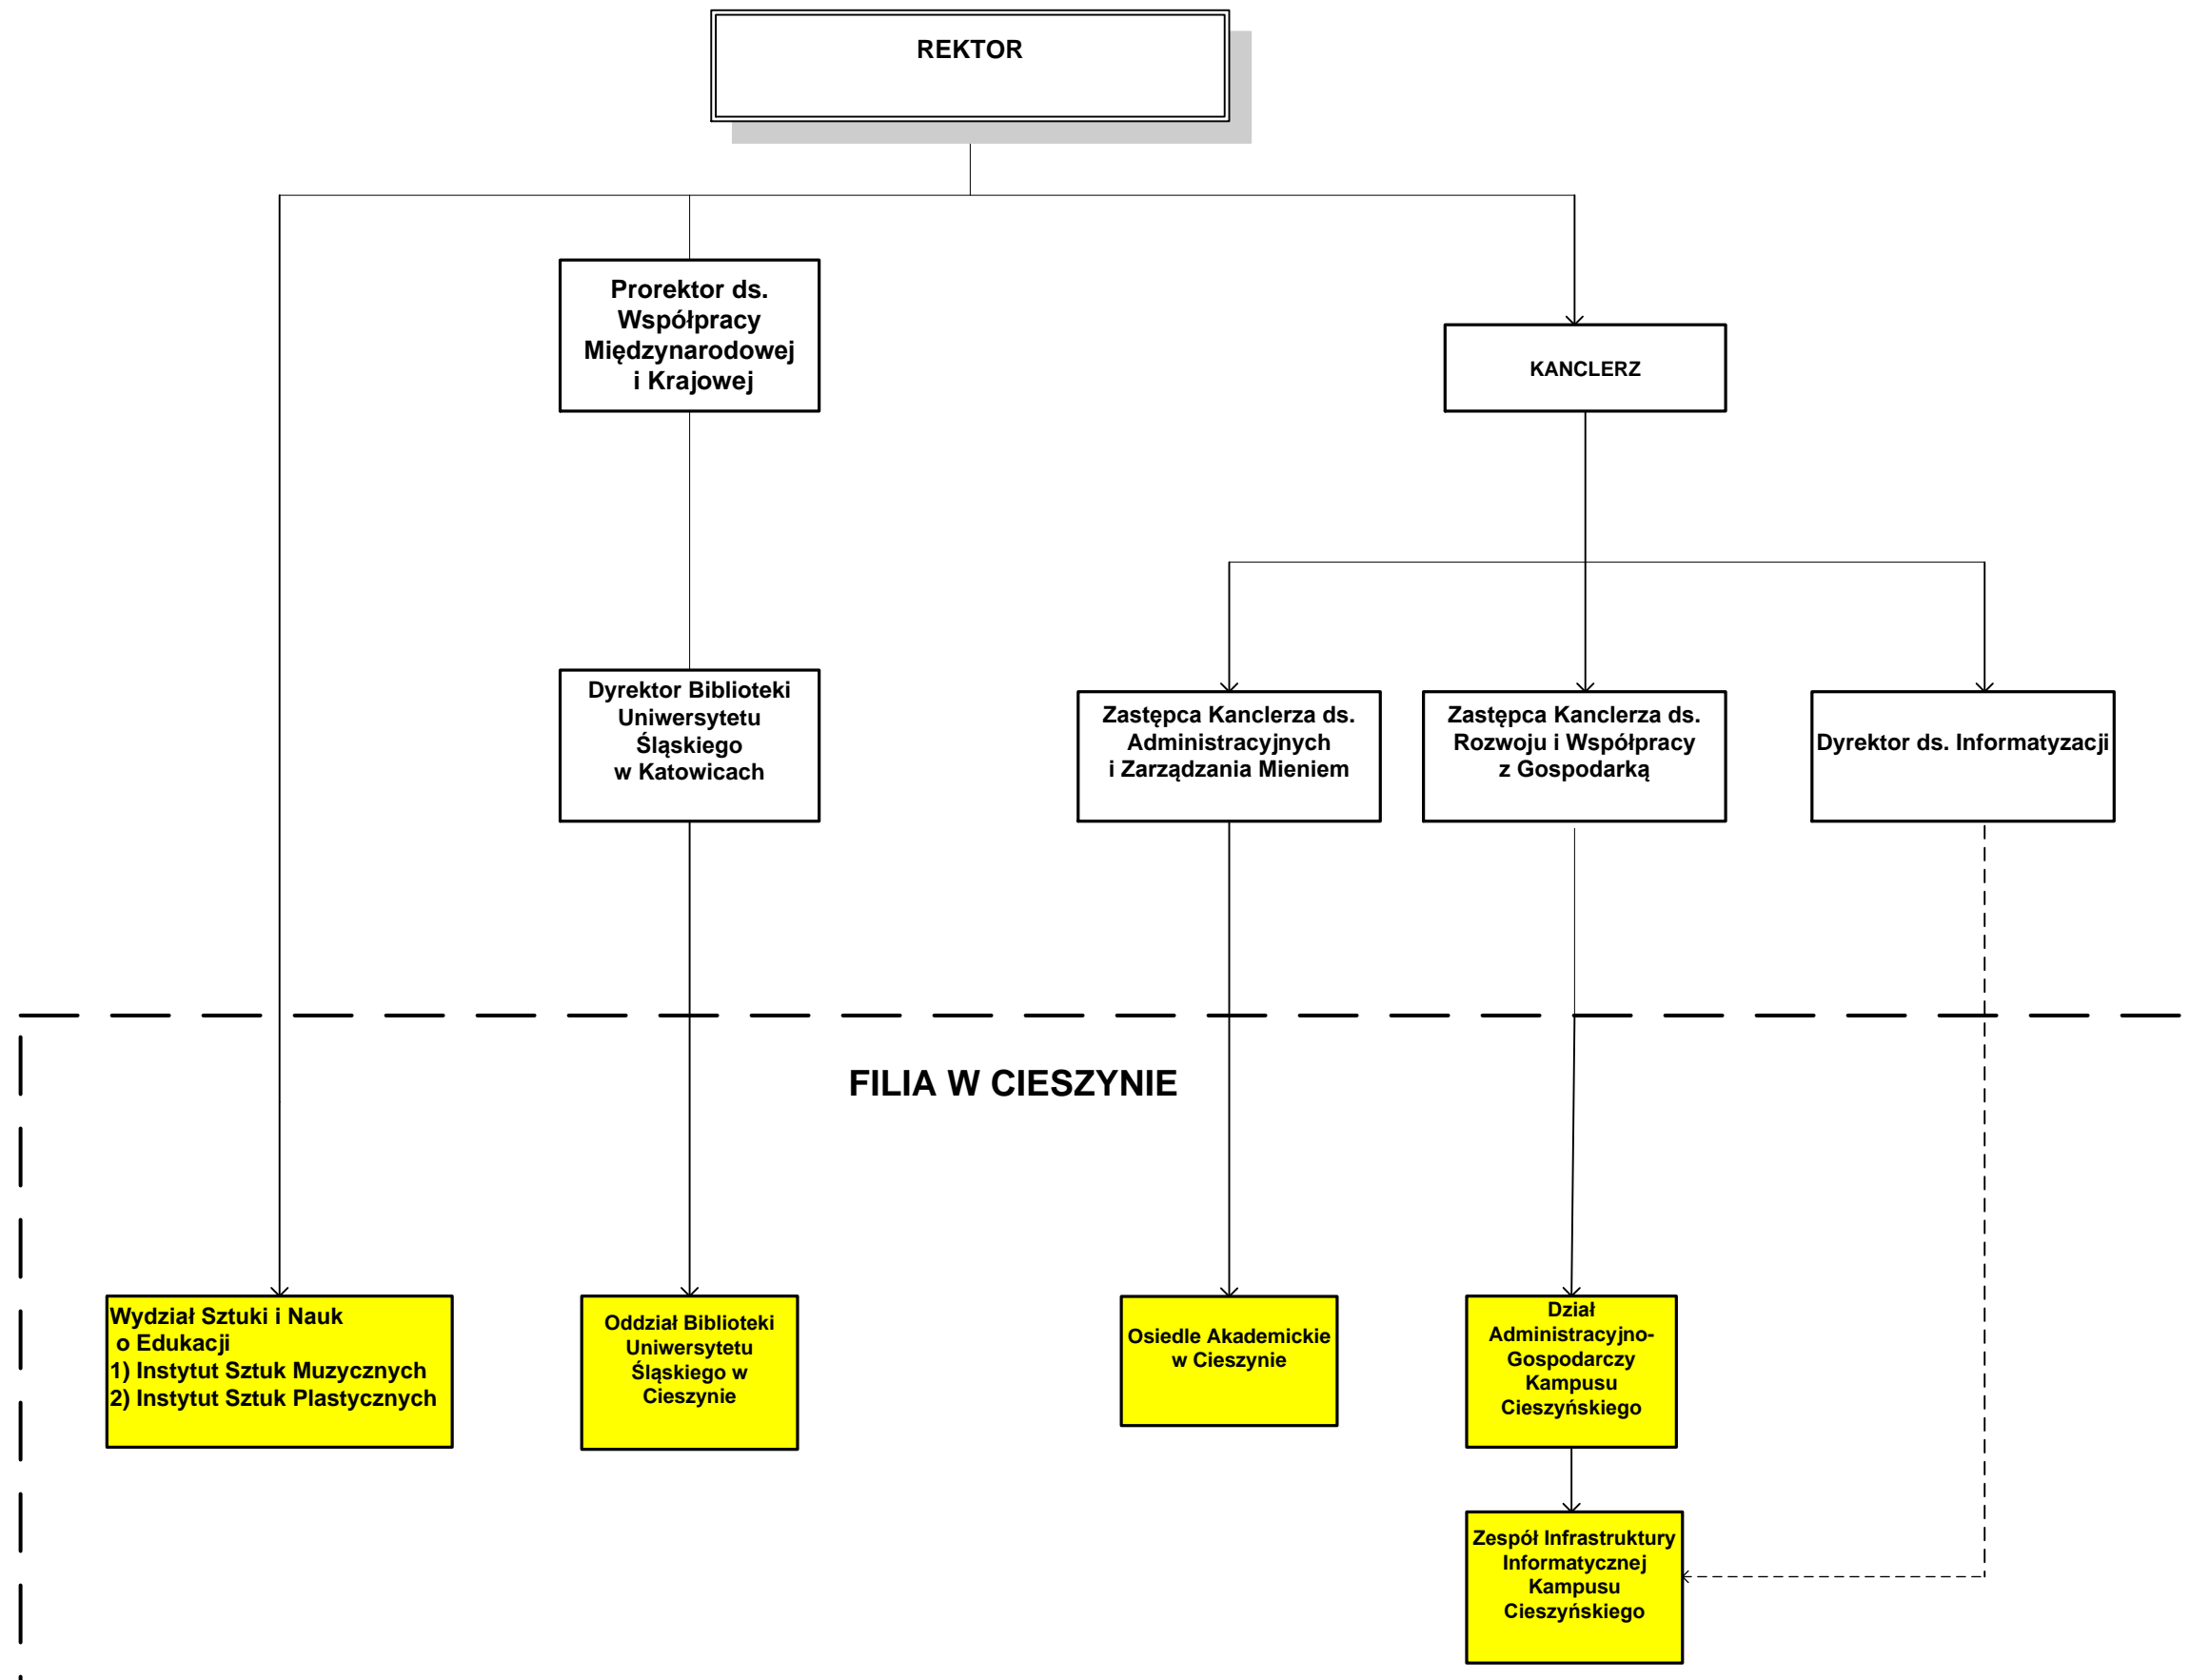 REKTOR
Prorektor ds.
Współpracy
Międzynarodowej
i Krajowej
KANCLERZ
Dyrektor Biblioteki
Uniwersytetu
Śląskiego
w Katowicach
Zastępca Kanclerza ds.
Administracyjnych
i Zarządzania Mieniem
Zastępca Kanclerza ds.
Rozwoju i Współpracy
z Gospodarką
Dyrektor ds. Informatyzacji
FILIA W CIESZYNIE
Wydział Sztuki i Nauk
o Edukacji
1) Instytut Sztuk Muzycznych
2) Instytut Sztuk Plastycznych
Oddział Biblioteki
Uniwersytetu
Śląskiego w
Cieszynie
Osiedle Akademickie
w Cieszynie
Dział
Administracyjno-
Gospodarczy
Kampusu
Cieszyńskiego
Zespół Infrastruktury
Informatycznej
Kampusu
Cieszyńskiego